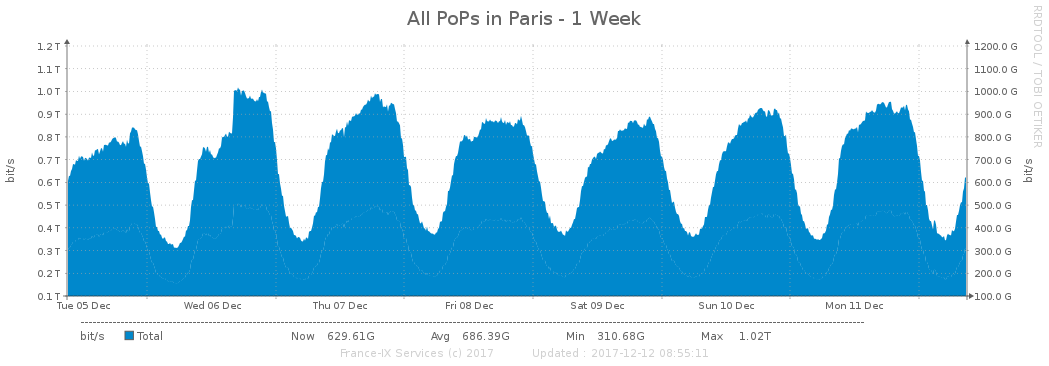 All PoPs in Paris - 1 Week
RRDTOOL / TOBI OETIKER
bit/s
1.2 T
1.1 T
1.0 T
0.9 T
0.8 T
0.7 T
0.6 T
0.5 T
0.4 T
0.3 T
0.2 T
0.1 T
1200.0 G
1100.0 G
1000.0 G
900.0 G
800.0 G
700.0 G
600.0 G
500.0 G
400.0 G
300.0 G
200.0 G
100.0 G
bit/s
Tue 05 Dec Wed 06 Dec Thu 07 Dec Fri 08 Dec Sat 09 Dec Sun 10 Dec Mon 11 Dec
bit/s Total Now 629.61G Avg 686.39G Min 310.68G Max 1.02T
France-IX Services (c) 2017 Updated : 2017-12-12 08:55:11